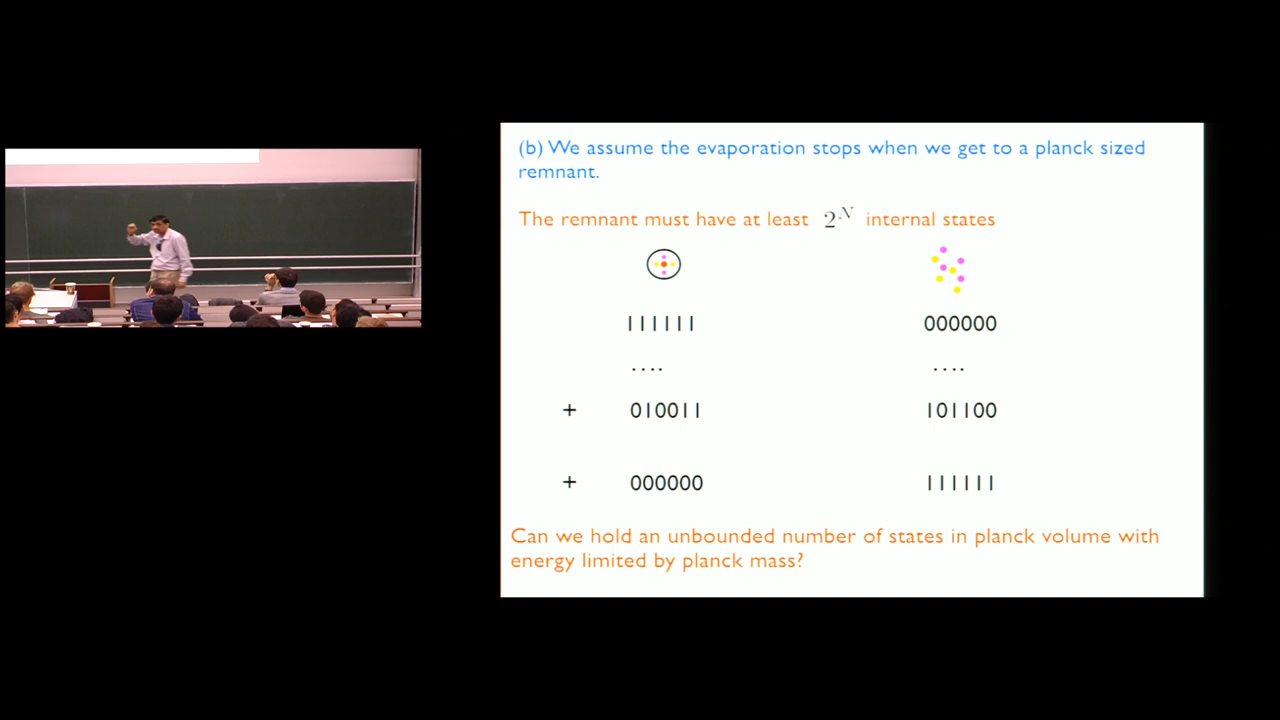 (b) We assume the evaporation stops when we get to a planck sized
remnant.
The remnant must have at least 2^N internal states
111111 000000
.... ....
+ 010011 101100
+ 000000 111111
Can we hold an unbounded number of states in planck volume with
energy limited by planck mass?